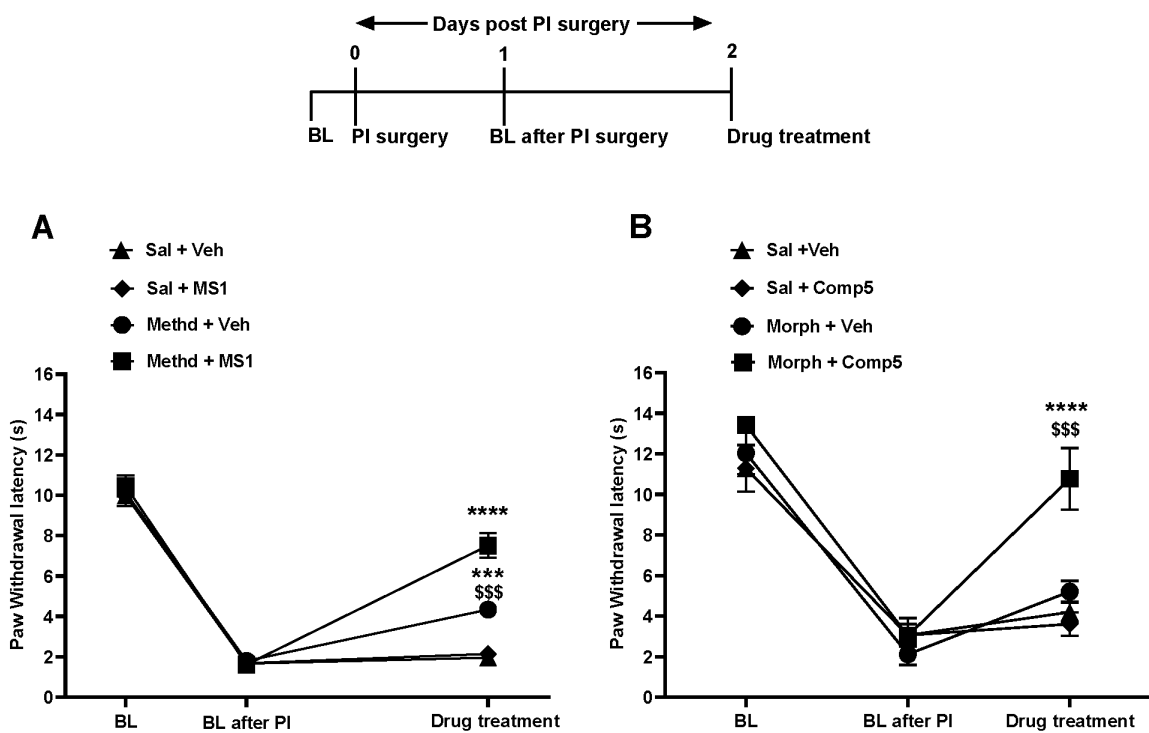 Days post PI surgery
0 1 2
BL PI surgery BL after PI surgery Drug treatment
A
Sal + Veh
Sal + MS1
Methd + Veh
Methd + MS1
Paw Withdrawal latency (s)
16
14
12
10
8
6
4
2
0
****
***
$$$
BL BL after PI Drug treatment
B
Sal +Veh
Sal + Comp5
Morph + Veh
Morph + Comp5
Paw Withdrawal latency (s)
16
14
12
10
8
6
4
2
0
****
$$$
BL BL after PI Drug treatment